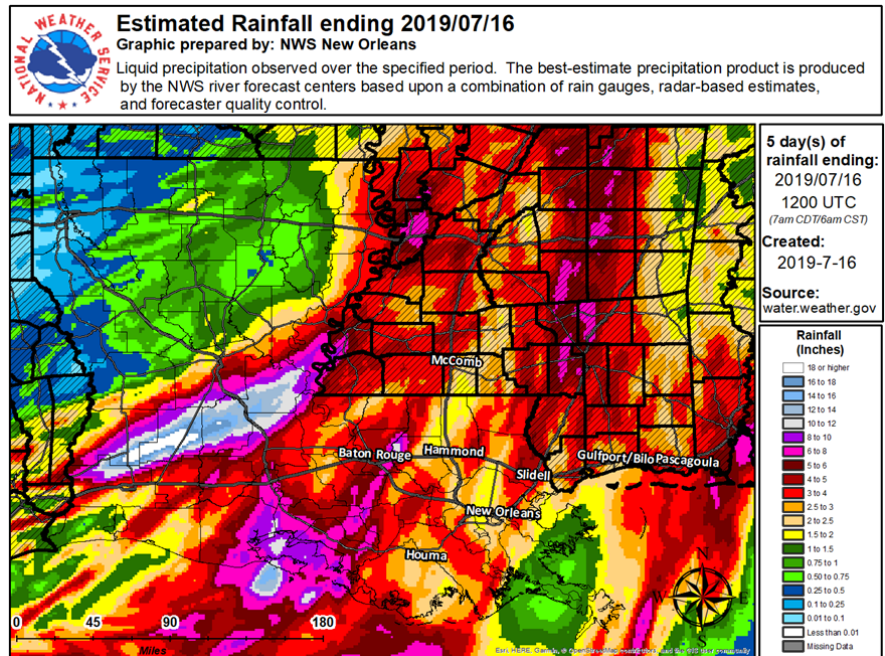 NATIONAL WEATHER SERVICE
Estimated Rainfall ending 2019/07/16
Graphic prepared by: NWS New Orleans
Liquid precipitation observed over the specified period. The best-estimate precipitation product is produced
by the NWS river forecast centers based upon a combination of rain gauges, radar-based estimates,
and forecaster quality control.
5 day(s) of
rainfall ending:
2019/07/16
1200 UTC
(7am CDT/6am CST)
Created:
2019-7-16
Source:
water.weather.gov
Rainfall
(Inches)
18 or higher
16 to 18
14 to 16
12 to 14
10 to 12
8 to 10
6 to 8
5 to 6
4 to 5
3 to 4
2.5 to 3
2 to 2.5
1.5 to 2
1 to 1.5
0.75 to 1
0.50 to 0.75
0.25 to 0.5
0.1 to 0.25
0.01 to 0.1
Less than 0.01
Missing Data
McComb
Baton Rouge
Hammond
Gulfport/Bilo
Pascagoula
Slidell
New Orleans
Houma
N
W
E
S
0 45 90 180
Miles
Esri, HERE, Garmin, ©